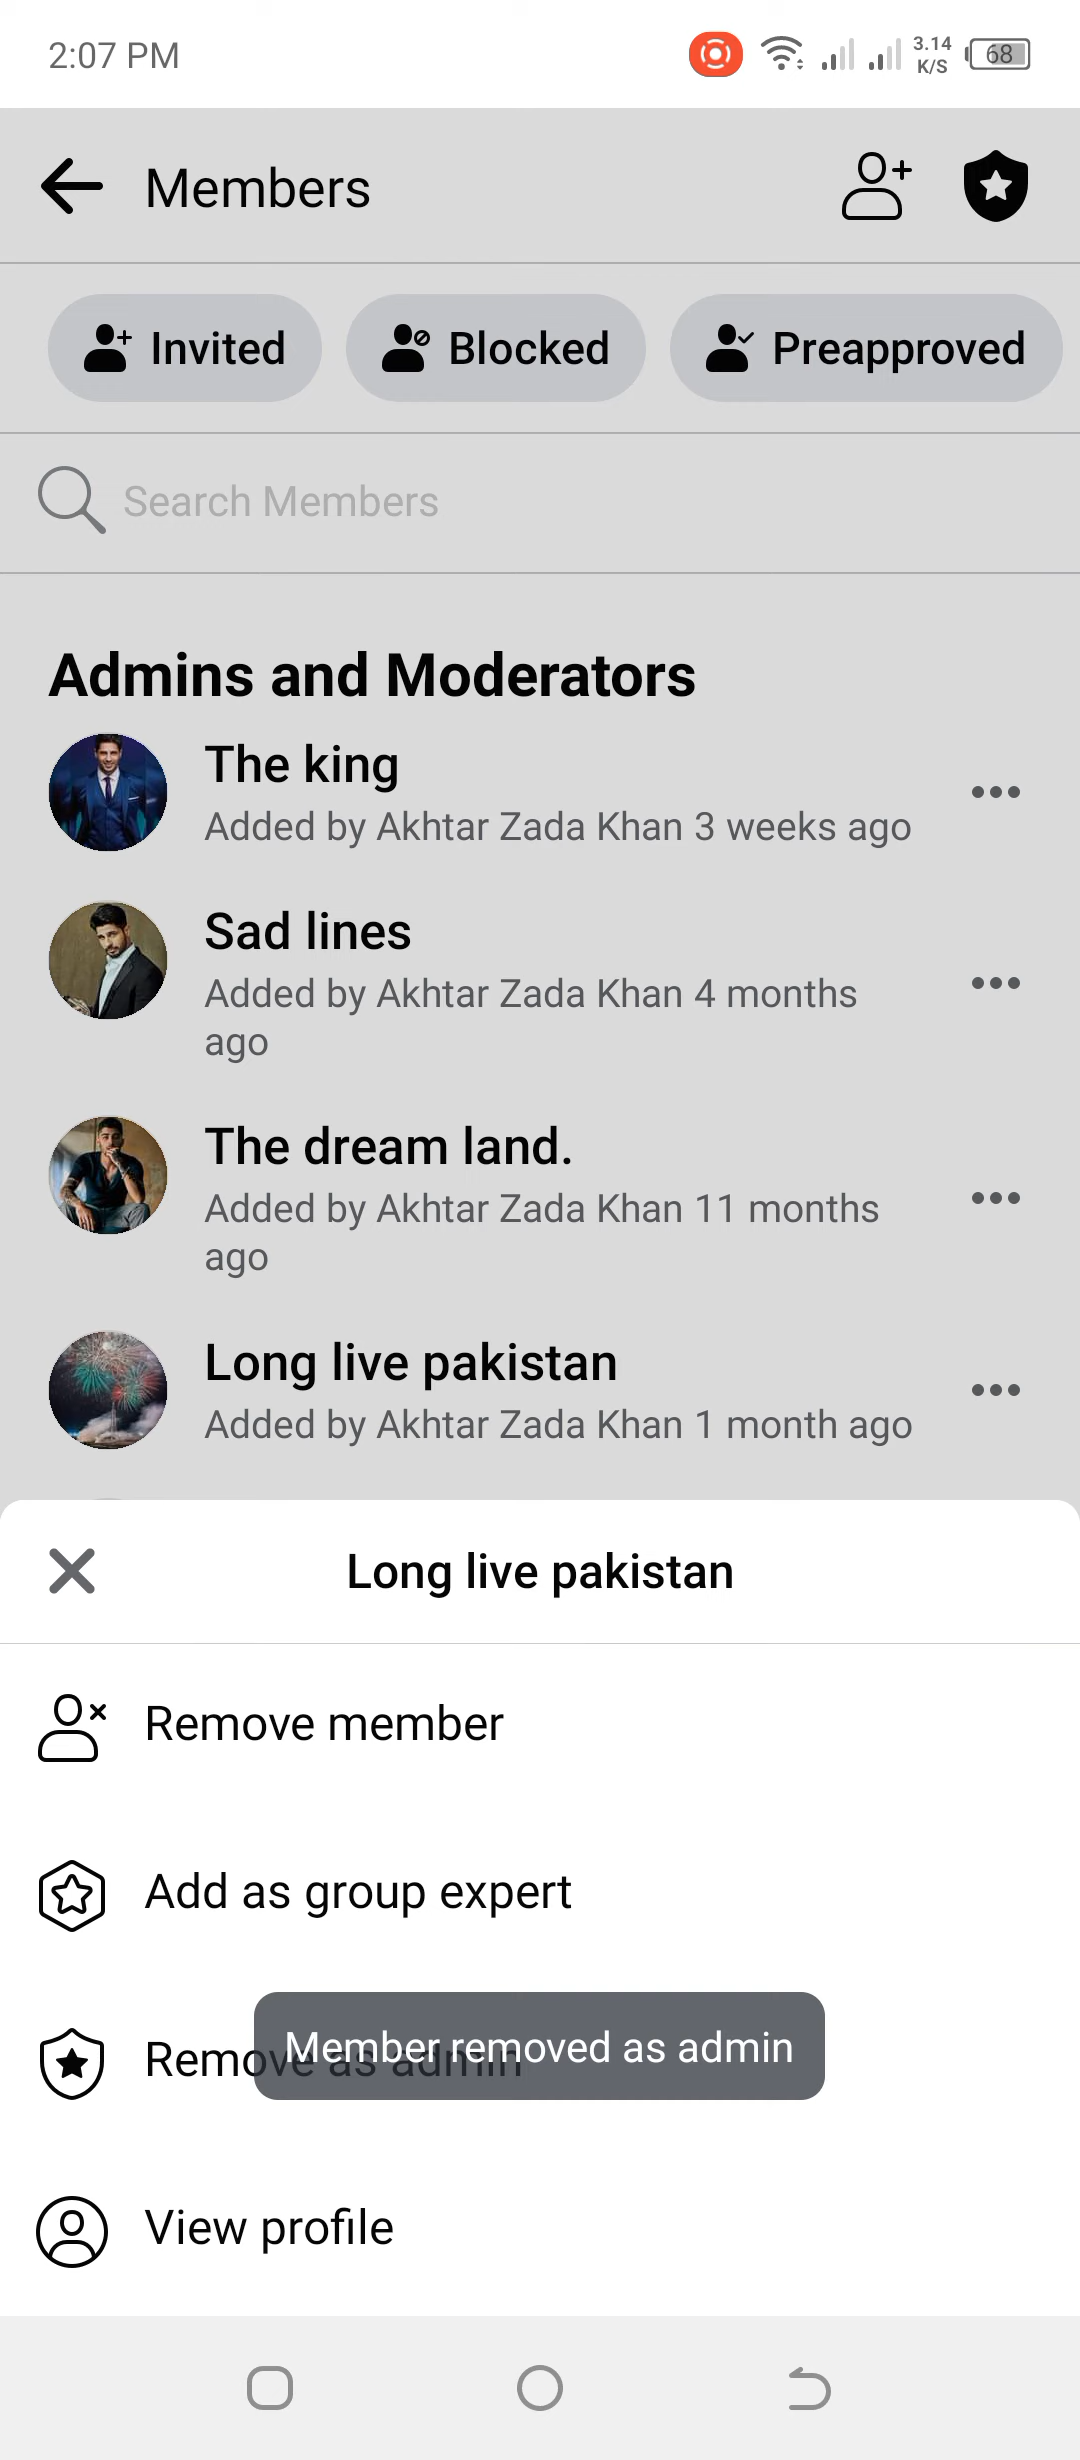 2:07 PM
3.14
K/S
68
Members
Invited
Blocked
Preapproved
Search Members
Admins and Moderators
The king
Added by Akhtar Zada Khan 3 weeks ago
Sad lines
Added by Akhtar Zada Khan 4 months
ago
The dream land.
Added by Akhtar Zada Khan 11 months
ago
Long live pakistan
Added by Akhtar Zada Khan 1 month ago
Long live pakistan
Remove member
Add as group expert
Remove as admin
Member removed as admin
View profile